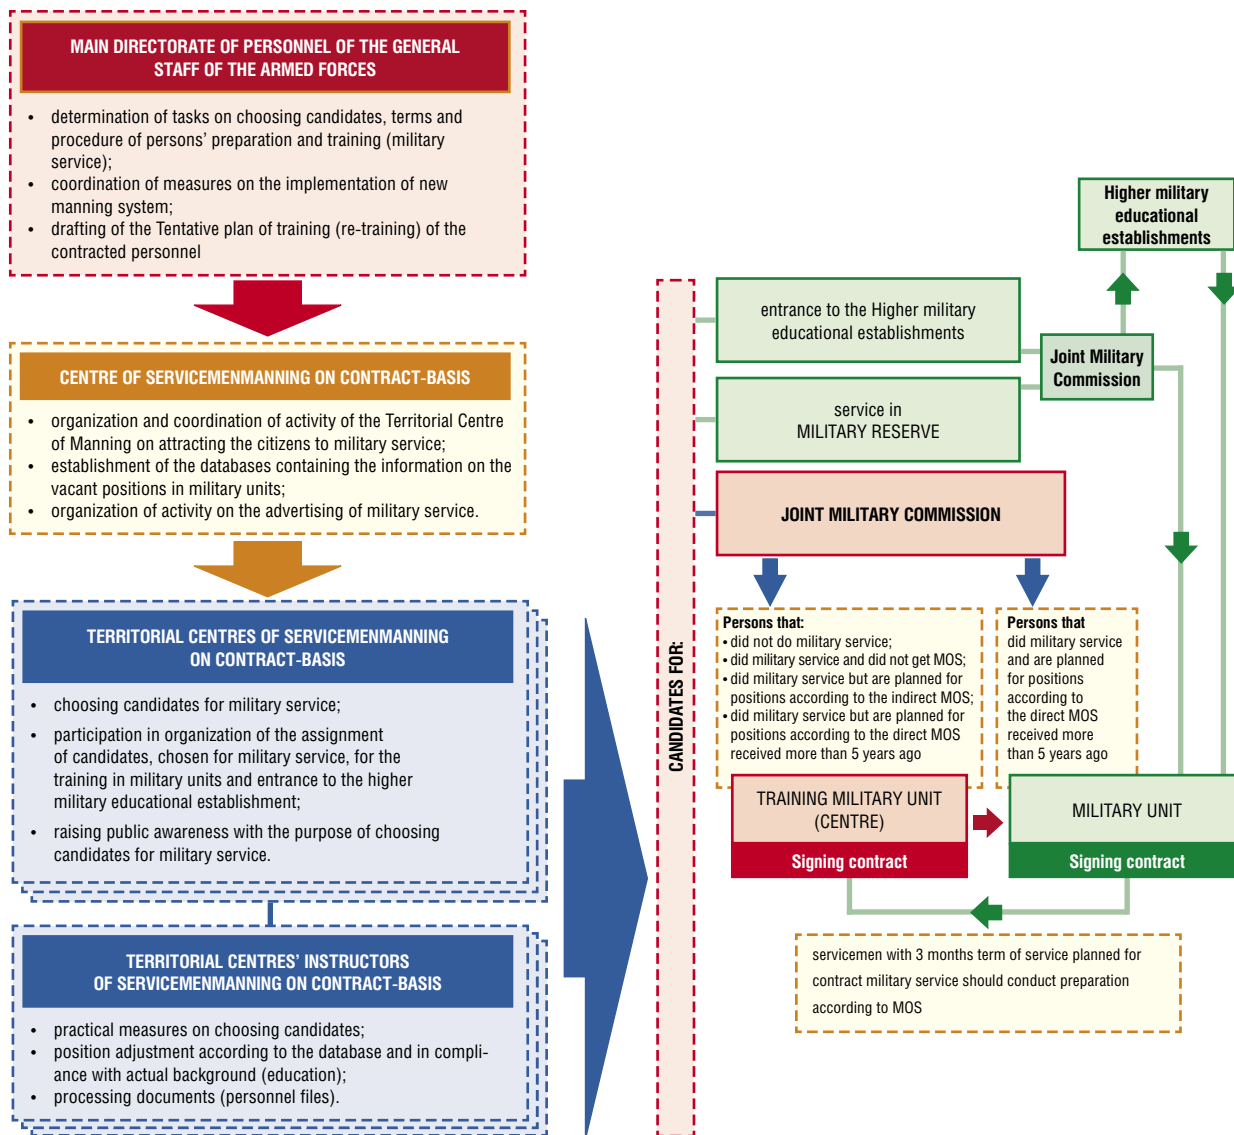 MAIN DIRECTORATE OF PERSONNEL OF THE GENERAL
STAFF OF THE ARMED FORCES
• determination of tasks on choosing candidates, terms and
procedure of persons’ preparation and training (military
service);
• coordination of measures on the implementation of new
manning system;
• drafting of the Tentative plan of training (re-training) of the
contracted personnel
CENTRE OF SERVICEMENMANNING ON CONTRACT-BASIS
• organization and coordination of activity of the Territorial Centre
of Manning on attracting the citizens to military service;
• establishment of the databases containing the information on the
vacant positions in military units;
• organization of activity on the advertising of military service.
TERRITORIAL CENTRES OF SERVICEMENMANNING
ON CONTRACT-BASIS
• choosing candidates for military service;
• participation in organization of the assignment
of candidates, chosen for military service, for the
training in military units and entrance to the higher
military educational establishment;
• raising public awareness with the purpose of choosing
candidates for military service.
TERRITORIAL CENTRES’ INSTRUCTORS
OF SERVICEMENMANNING ON CONTRACT-BASIS
• practical measures on choosing candidates;
• position adjustment according to the database and in compli-
ance with actual background (education);
• processing documents (personnel files).
CANDIDATES FOR:
Higher military
educational
establishments
entrance to the Higher military
educational establishments
Joint Military
Commission
service in
MILITARY RESERVE
JOINT MILITARY COMMISSION
Persons that:
• did not do military service;
• did military service and did not get MOS;
• did military service but are planned for
positions according to the indirect MOS;
• did military service but are planned for
positions according to the direct MOS
received more than 5 years ago
Persons that
did military service
and are planned
for positions
according to
the direct MOS
received more
than 5 years ago
TRAINING MILITARY UNIT
(CENTRE)
Signing contract
MILITARY UNIT
Signing contract
servicemen with 3 months term of service planned for
contract military service should conduct preparation
according to MOS